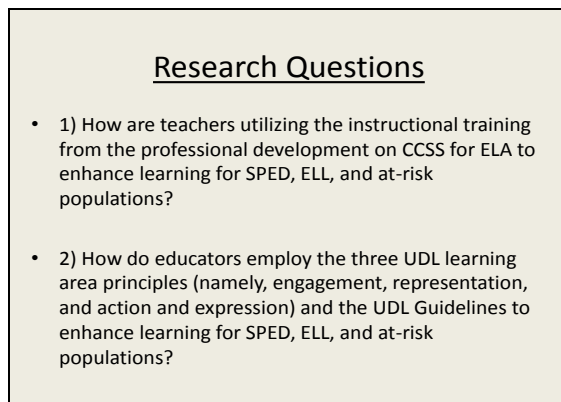 Research Questions
• 1) How are teachers utilizing the instructional training
from the professional development on CCSS for ELA to
enhance learning for SPED, ELL, and at-risk
populations?
• 2) How do educators employ the three UDL learning
area principles (namely, engagement, representation,
and action and expression) and the UDL Guidelines to
enhance learning for SPED, ELL, and at-risk
populations?